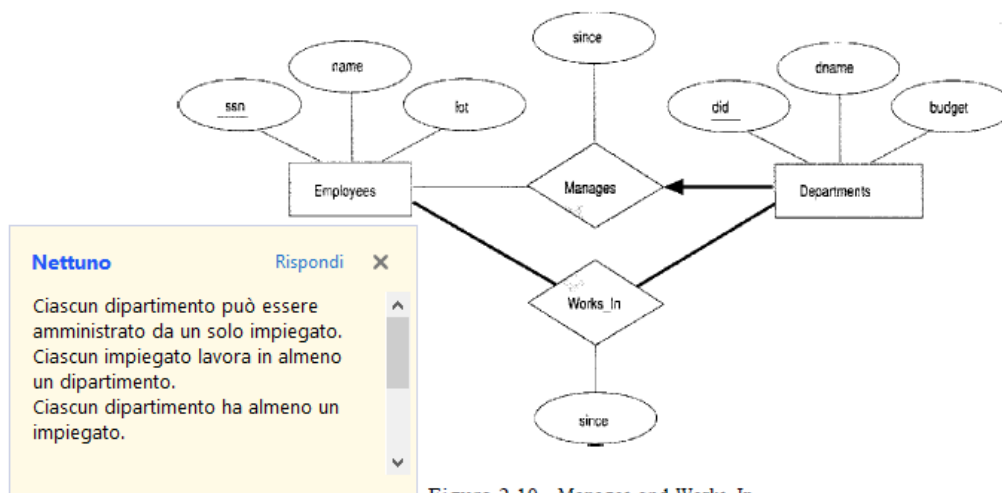 since
name
dname
ssn
lot
did
budget
Employees
Manages
Departments
Nettuno
Rispondi
Ciascun dipartimento può essere
amministrato da un solo impiegato.
Ciascun impiegato lavora in almeno
un dipartimento.
Ciascun dipartimento ha almeno un
impiegato.
Works_In
since